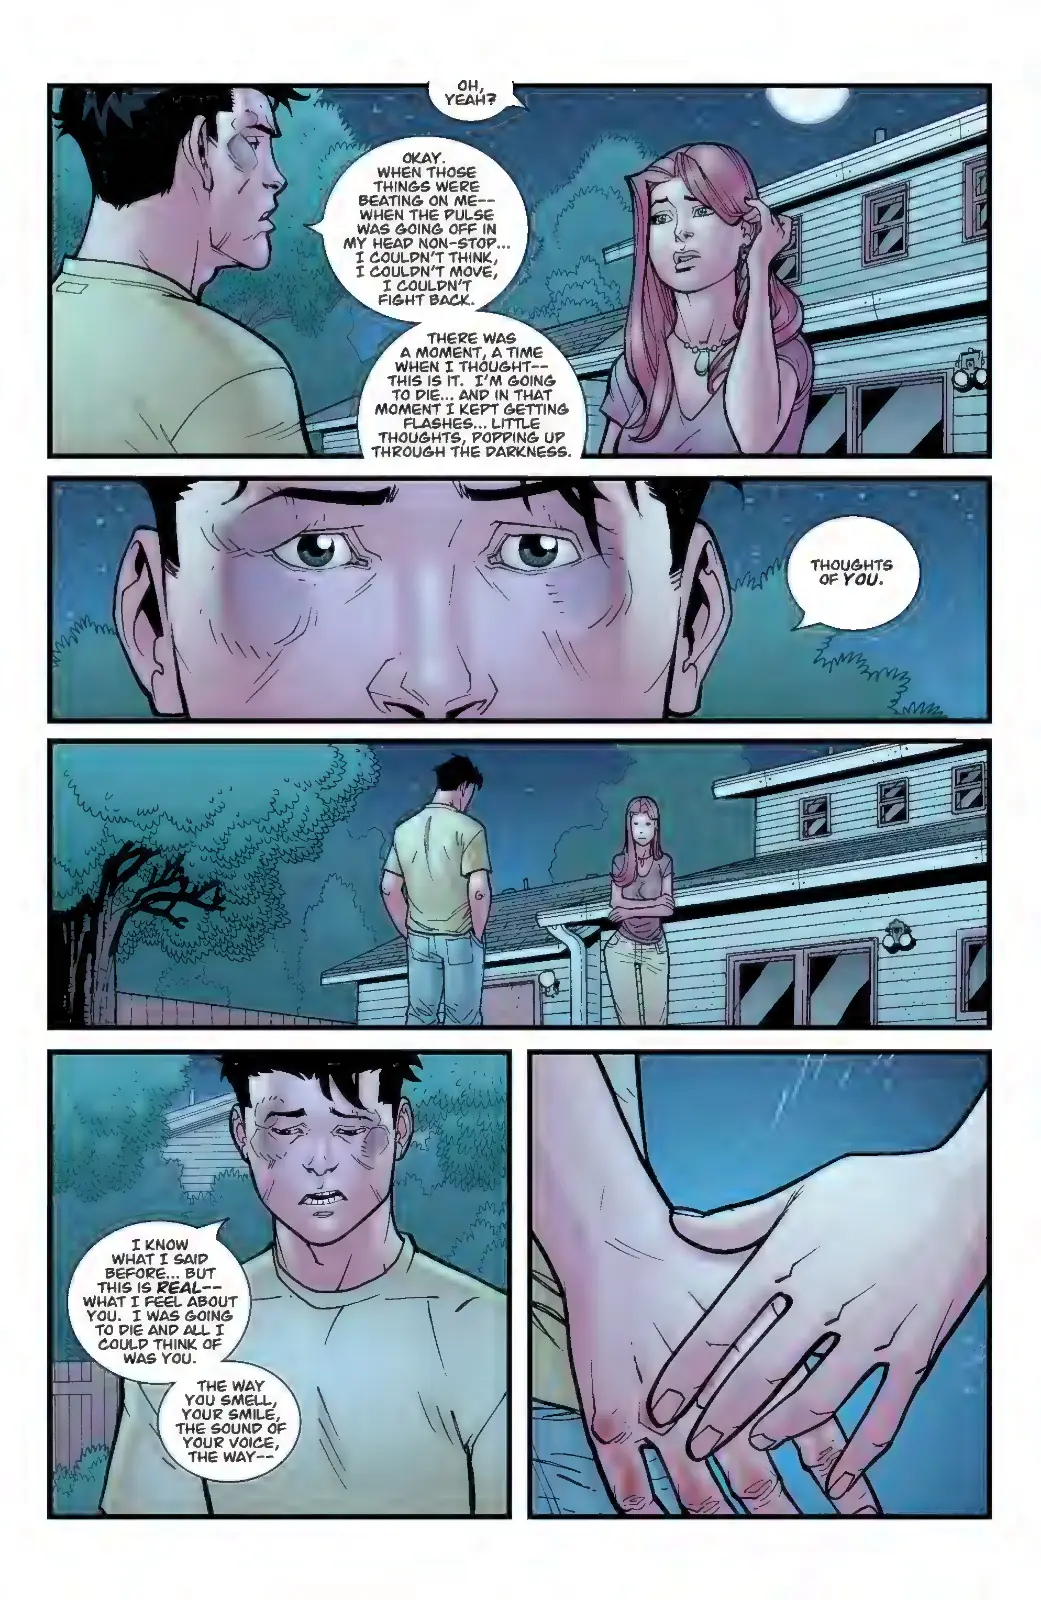 OH,
YEAH?
OKAY.
WHEN THOSE
THINGS WERE
BEATING ON ME--
WHEN THE PULSE
WAS GOING OFF IN
MY HEAD NON-STOP...
I COULDN'T THINK,
I COULDN'T MOVE,
I COULDN'T
FIGHT BACK.
THERE WAS
A MOMENT, A TIME
WHEN I THOUGHT--
THIS IS IT. I'M GOING
TO DIE... AND IN THAT
MOMENT I KEPT GETTING
FLASHES... LITTLE
THOUGHTS, POPPING UP
THROUGH THE DARKNESS.
THOUGHTS
OF YOU.
I KNOW
WHAT I SAID
BEFORE... BUT
THIS IS REAL--
WHAT I FEEL ABOUT
YOU. I WAS GOING
TO DIE AND ALL I
COULD THINK OF
WAS YOU.
THE WAY
YOU SMELL,
YOUR SMILE,
THE SOUND OF
YOUR VOICE,
THE WAY--